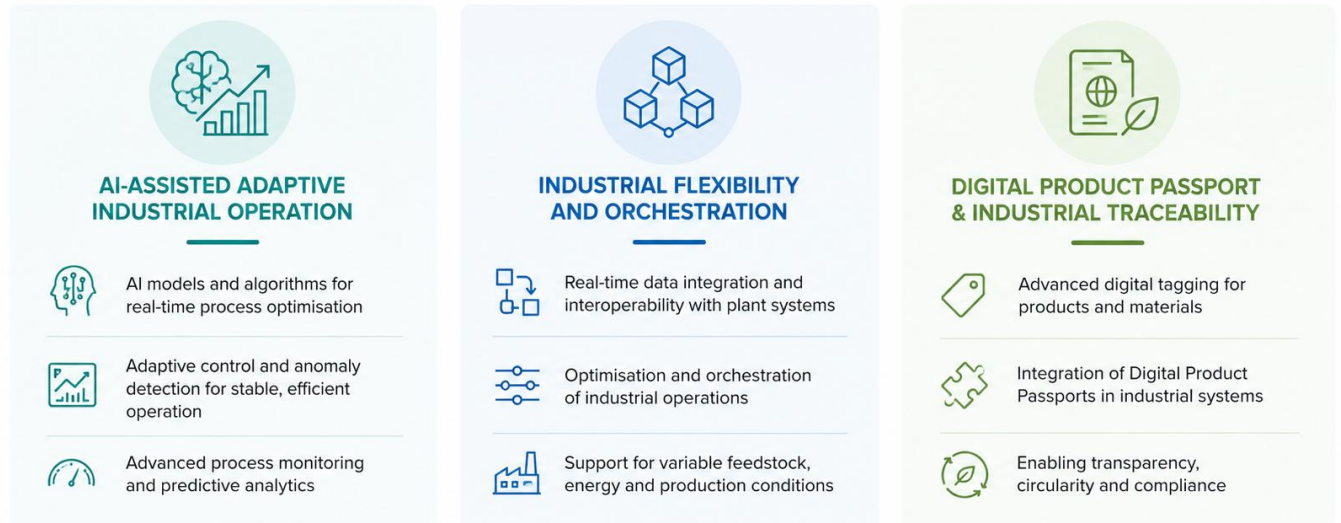 AI-ASSISTED ADAPTIVE
INDUSTRIAL OPERATION
AI models and algorithms for
real-time process optimisation
Adaptive control and anomaly
detection for stable, efficient
operation
Advanced process monitoring
and predictive analytics
INDUSTRIAL FLEXIBILITY
AND ORCHESTRATION
Real-time data integration and
interoperability with plant systems
Optimisation and orchestration
of industrial operations
Support for variable feedstock,
energy and production conditions
DIGITAL PRODUCT PASSPORT
& INDUSTRIAL TRACEABILITY
Advanced digital tagging for
products and materials
Integration of Digital Product
Passports in industrial systems
Enabling transparency,
circularity and compliance